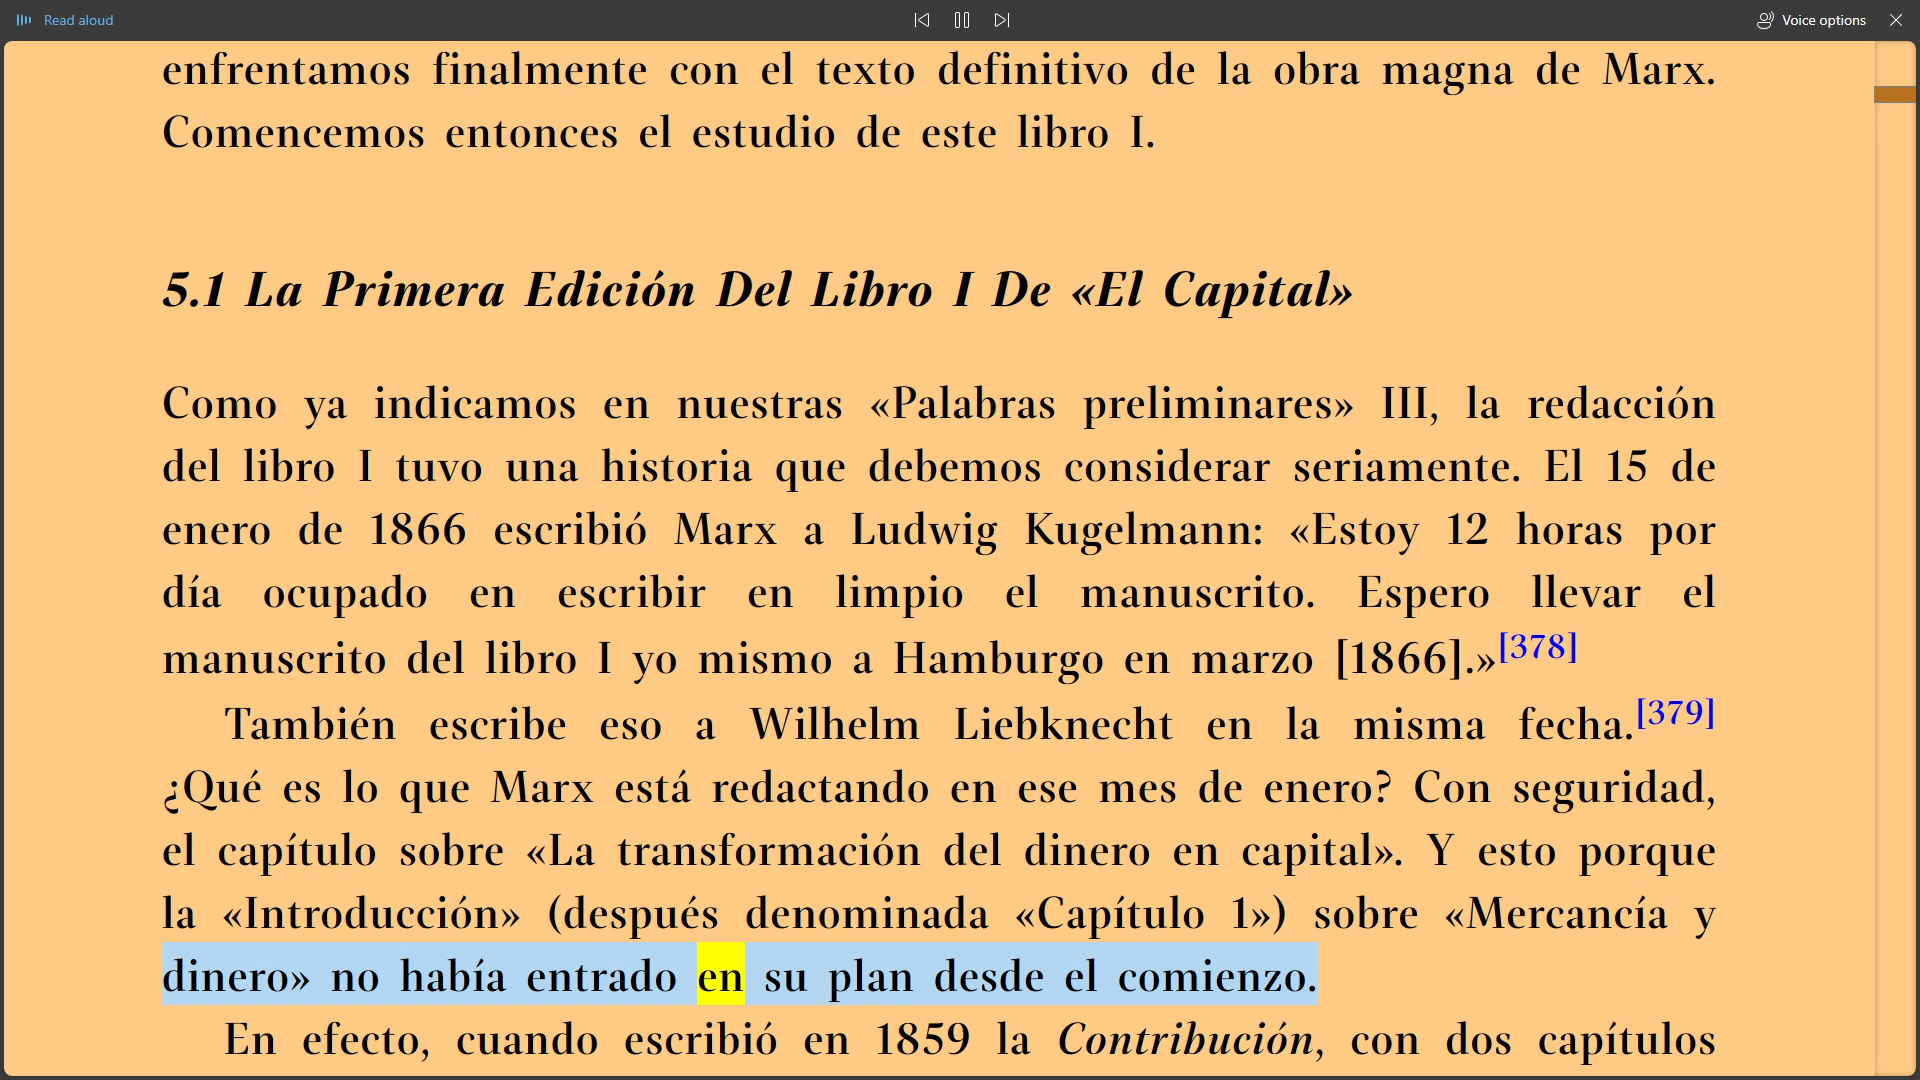 Read aloud
Voice options
enfrentamos finalmente con el texto definitivo de la obra magna de Marx.
Comencemos entonces el estudio de este libro I.
5.1 La Primera Edición Del Libro I De «El Capital»
Como ya indicamos en nuestras «Palabras preliminares» III, la redacción
del libro I tuvo una historia que debemos considerar seriamente. El 15 de
enero de 1866 escribió Marx a Ludwig Kugelmann: «Estoy 12 horas por
día ocupado en escribir en limpio el manuscrito. Espero llevar el
manuscrito del libro I yo mismo a Hamburgo en marzo [1866].»[378]
También escribe eso a Wilhelm Liebknecht en la misma fecha.[379]
¿Qué es lo que Marx está redactando en ese mes de enero? Con seguridad,
el capítulo sobre «La transformación del dinero en capital». Y esto porque
la «Introducción» (después denominada «Capítulo 1») sobre «Mercancía y
dinero» no había entrado en su plan desde el comienzo.
En efecto, cuando escribió en 1859 la Contribución, con dos capítulos